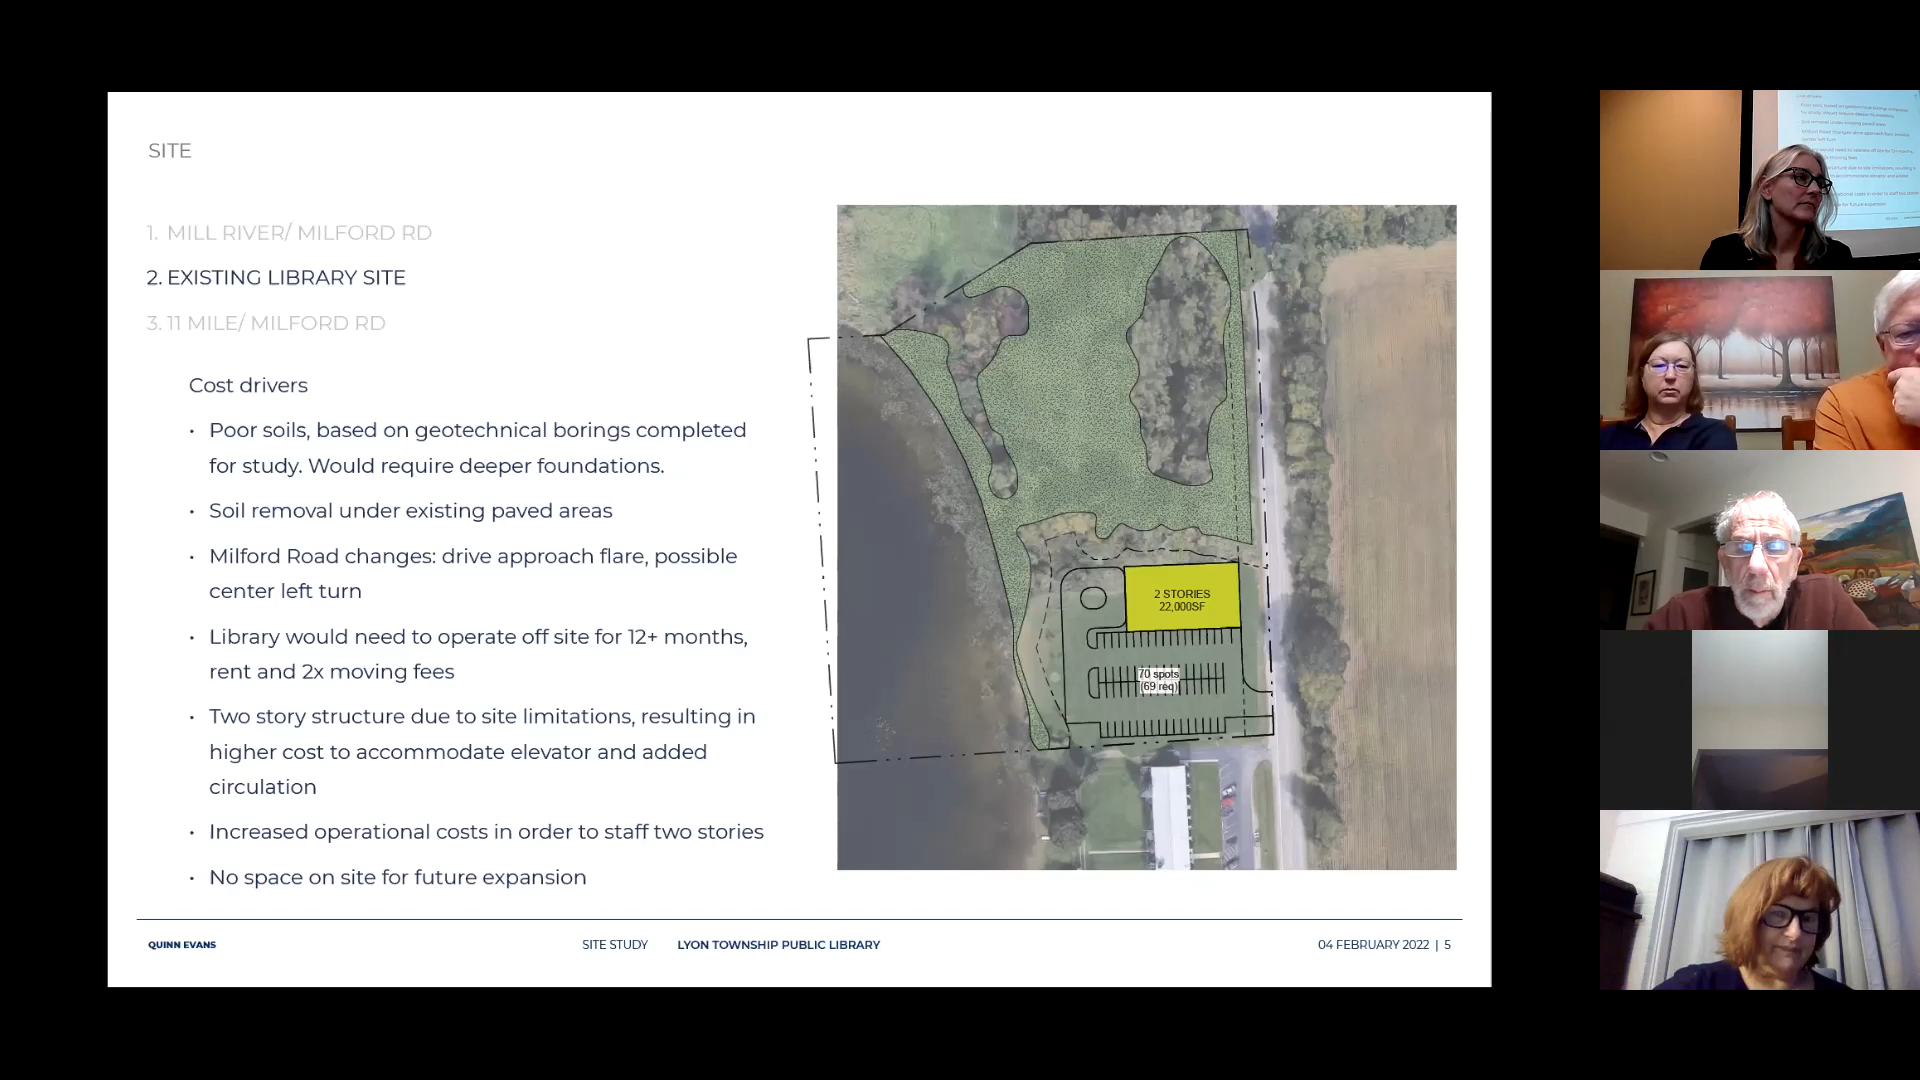 SITE
1. MILL RIVER/ MILFORD RD
2. EXISTING LIBRARY SITE
3. 11 MILE/ MILFORD RD
Cost drivers
• Poor soils, based on geotechnical borings completed
for study. Would require deeper foundations.
• Soil removal under existing paved areas
• Milford Road changes: drive approach flare, possible
center left turn
• Library would need to operate off site for 12+ months,
rent and 2x moving fees
• Two story structure due to site limitations, resulting in
higher cost to accommodate elevator and added
circulation
• Increased operational costs in order to staff two stories
• No space on site for future expansion
2 STORIES
22,000SF
70 spots
(69 req)
QUINN EVANS
SITE STUDY LYON TOWNSHIP PUBLIC LIBRARY
04 FEBRUARY 2022 | 5